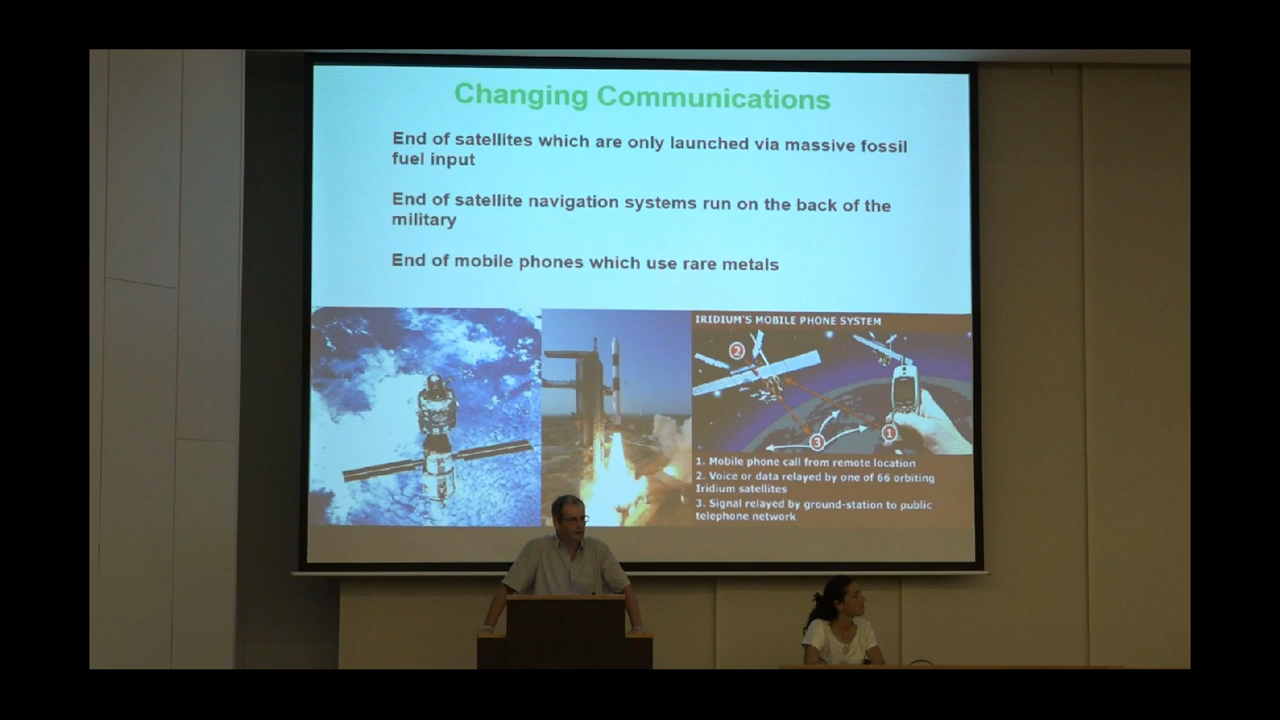 Changing Communications
End of satellites which are only launched via massive fossil
fuel input
End of satellite navigation systems run on the back of the
military
End of mobile phones which use rare metals
IRIDIUM'S MOBILE PHONE SYSTEM
2
3
1
1. Mobile phone call from remote location
2. Voice or data relayed by one of 66 orbiting
Iridium satellites
3. Signal relayed by ground-station to public
telephone network